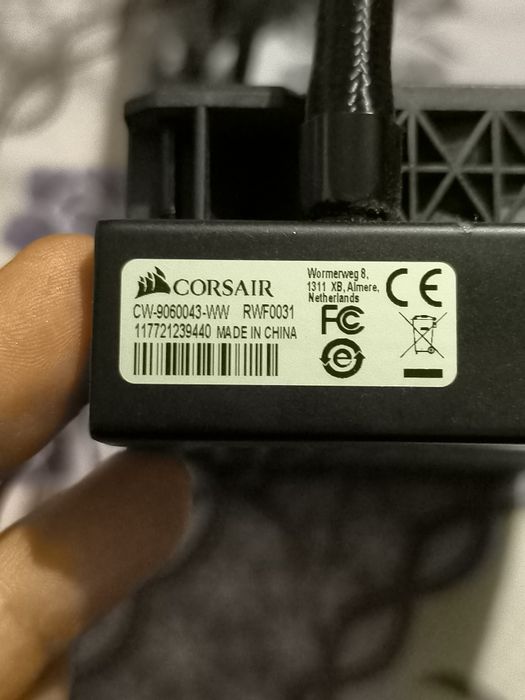 CORSAIR
CW-9060043-WW RWF0031
117721239440 MADE IN CHINA
Wormerweg 8,
1311 XB, Almere,
Netherlands
FC
e
CE